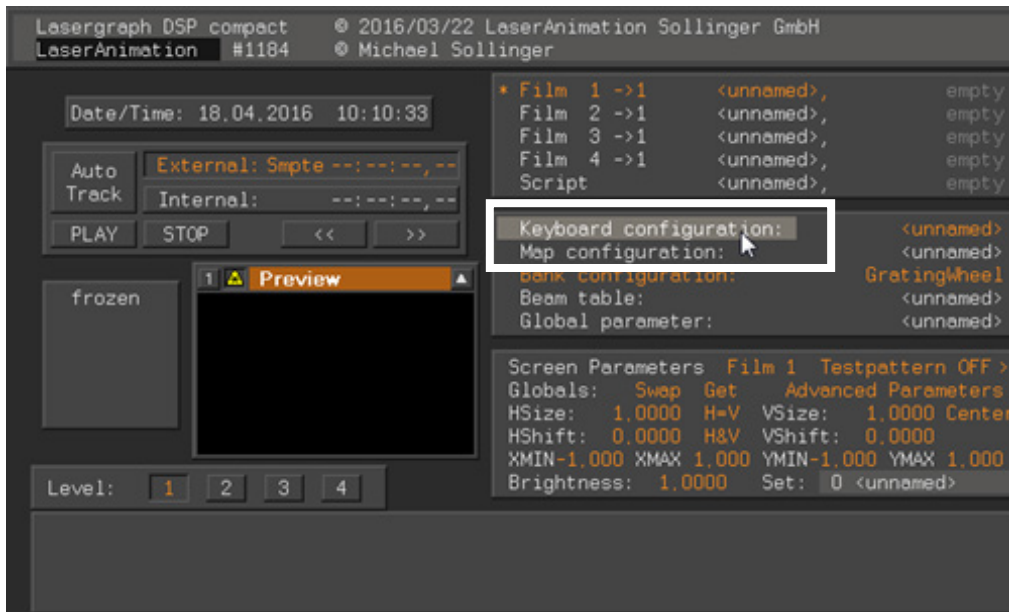 Lasergraph DSP compact © 2016/03/22 LaserAnimation Sollinger GmbH
LaserAnimation #1184 © Michael Sollinger
Date/Time: 18.04.2016 10:10:33
Auto Track
External: Smpte --:--:--,--
Internal: --:--:--,--
PLAY STOP << >>
frozen
1 Preview
Level: 1 2 3 4
* Film 1 ->1 <unnamed>, empty
Film 2 ->1 <unnamed>, empty
Film 3 ->1 <unnamed>, empty
Film 4 ->1 <unnamed>, empty
Script <unnamed>, empty
Keyboard configuration: <unnamed>
Map configuration: <unnamed>
Bank configuration: GratingWheel
Beam table: <unnamed>
Global parameter: <unnamed>
Screen Parameters Film 1 Testpattern OFF >
Globals: Swap Get Advanced Parameters
HSize: 1,0000 H=V VSize: 1,0000 Center
HShift: 0,0000 H&V VShift: 0,0000
XMIN-1,000 XMAX 1,000 YMIN-1,000 YMAX 1,000
Brightness: 1,0000 Set: 0 <unnamed>